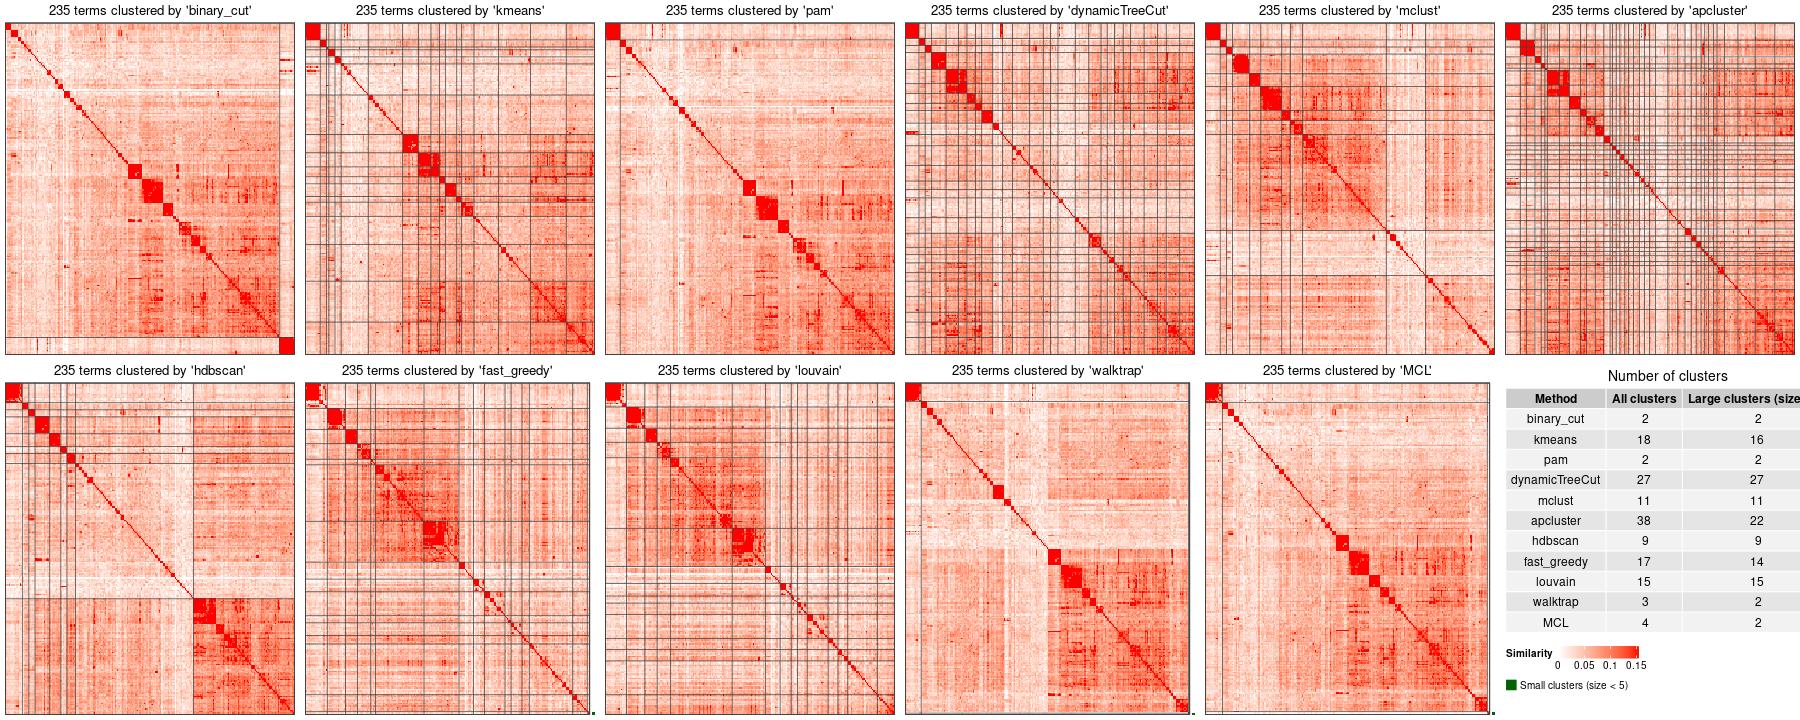 235 terms clustered by 'binary_cut'
235 terms clustered by 'kmeans'
235 terms clustered by 'pam'
235 terms clustered by 'dynamicTreeCut'
235 terms clustered by 'mclust'
235 terms clustered by 'apcluster'
235 terms clustered by 'hdbscan'
235 terms clustered by 'fast_greedy'
235 terms clustered by 'louvain'
235 terms clustered by 'walktrap'
235 terms clustered by 'MCL'
Number of clusters
Method All clusters Large clusters (size
binary_cut 2 2
kmeans 18 16
pam 2 2
dynamicTreeCut 27 27
mclust 11 11
apcluster 38 22
hdbscan 9 9
fast_greedy 17 14
louvain 15 15
walktrap 3 2
MCL 4 2
Similarity
0 0.05 0.1 0.15
Small clusters (size < 5)